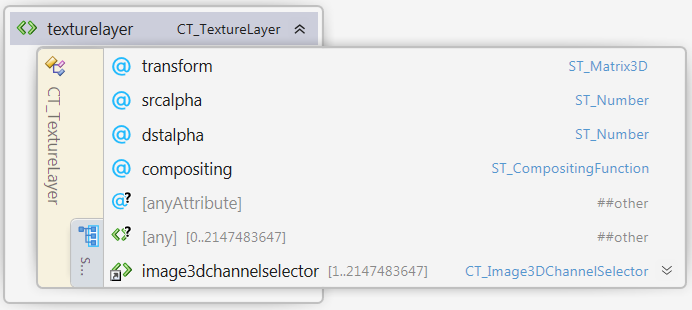 texturelayer CT_TextureLayer
CT_TextureLayer
transform ST_Matrix3D
srcalpha ST_Number
dstalpha ST_Number
compositing ST_CompositingFunction
[anyAttribute] ##other
[any] [0..2147483647] ##other
S...
image3dchannelselector [1..2147483647] CT_Image3DChannelSelector